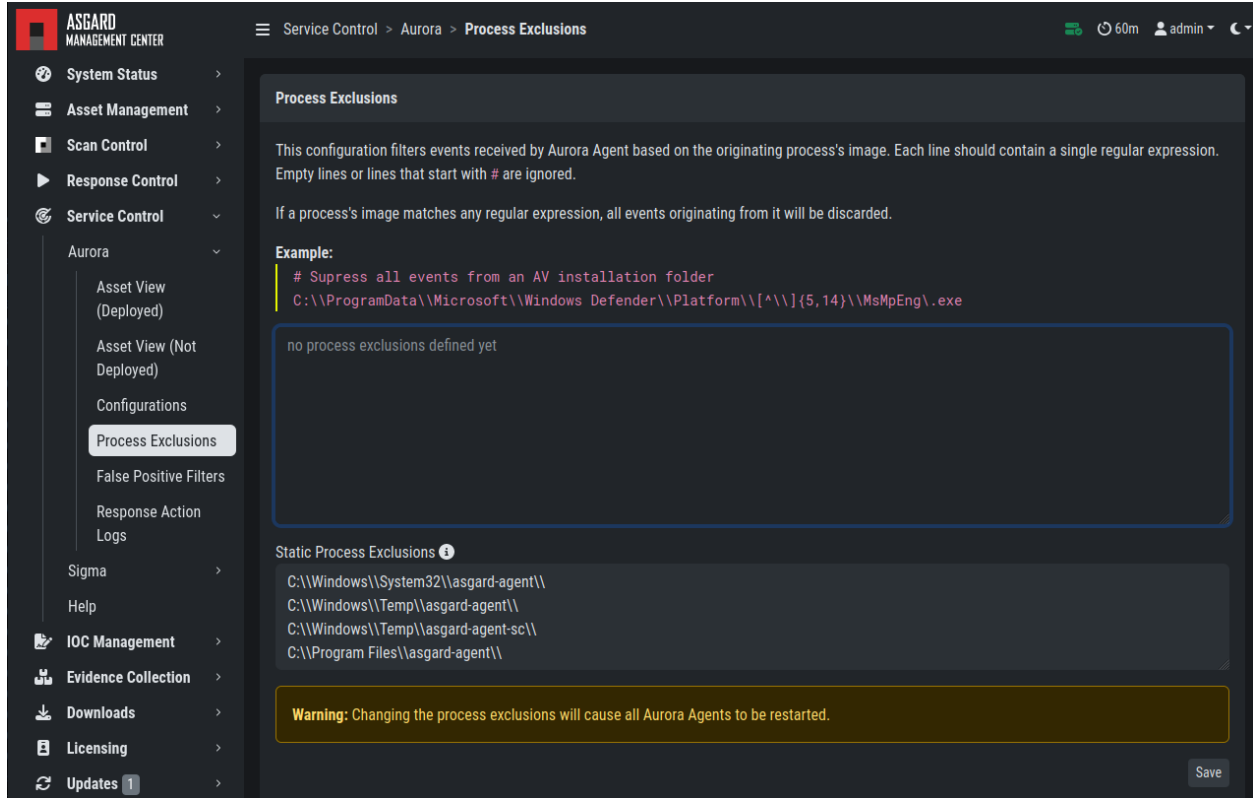 ASGARD
MANAGEMENT CENTER
Service Control > Aurora > Process Exclusions
60m
admin
System Status
Asset Management
Scan Control
Response Control
Service Control
Aurora
Asset View
(Deployed)
Asset View (Not
Deployed)
Configurations
Process Exclusions
False Positive Filters
Response Action
Logs
Sigma
Help
IOC Management
Evidence Collection
Downloads
Licensing
Updates 1
Process Exclusions
This configuration filters events received by Aurora Agent based on the originating process's image. Each line should contain a single regular expression.
Empty lines or lines that start with # are ignored.
If a process's image matches any regular expression, all events originating from it will be discarded.
Example:
# Supress all events from an AV installation folder
C:\\ProgramData\\Microsoft\\Windows Defender\\Platform\\[^\\]{5,14}\\MsMpEng\.exe
no process exclusions defined yet
Static Process Exclusions
C:\\Windows\\System32\\asgard-agent\\
C:\\Windows\\Temp\\asgard-agent\\
C:\\Windows\\Temp\\asgard-agent-sc\\
C:\\Program Files\\asgard-agent\\
Warning: Changing the process exclusions will cause all Aurora Agents to be restarted.
Save